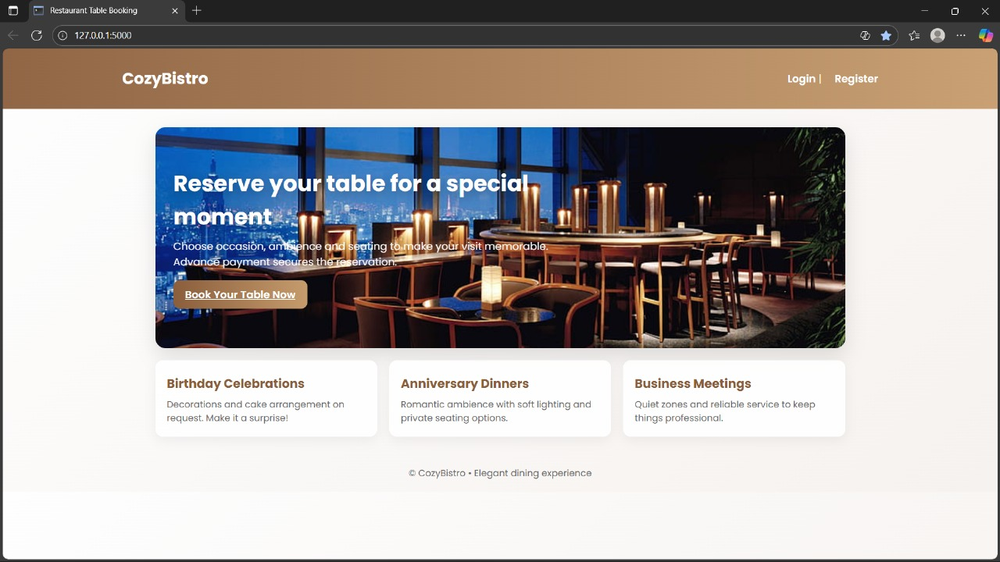 Restaurant Table Booking
127.0.0.1:5000
CozyBistro
Login |
Register
Reserve your table for a special
moment
Choose occasion, ambience and seating to make your visit memorable.
Advance payment secures the reservation.
Book Your Table Now
Birthday Celebrations
Decorations and cake arrangement on
request. Make it a surprise!
Anniversary Dinners
Romantic ambience with soft lighting and
private seating options.
Business Meetings
Quiet zones and reliable service to keep
things professional.
© CozyBistro • Elegant dining experience